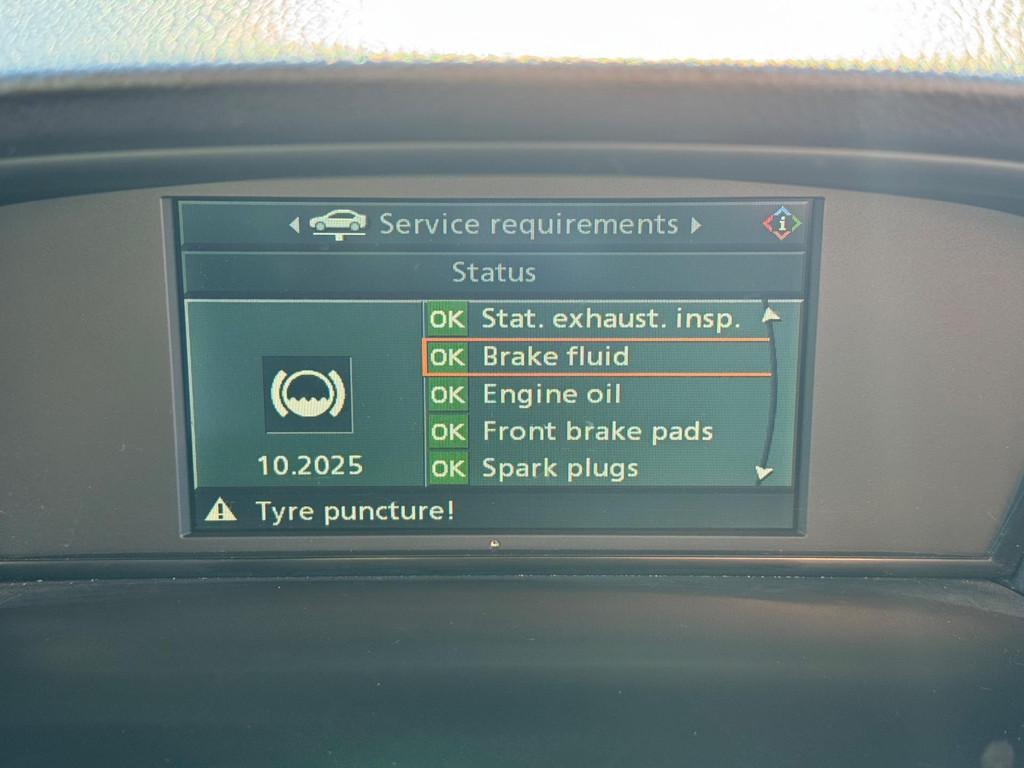 Service requirements
Status
OK Stat. exhaust. insp.
OK Brake fluid
OK Engine oil
OK Front brake pads
OK Spark plugs
10.2025
Tyre puncture!